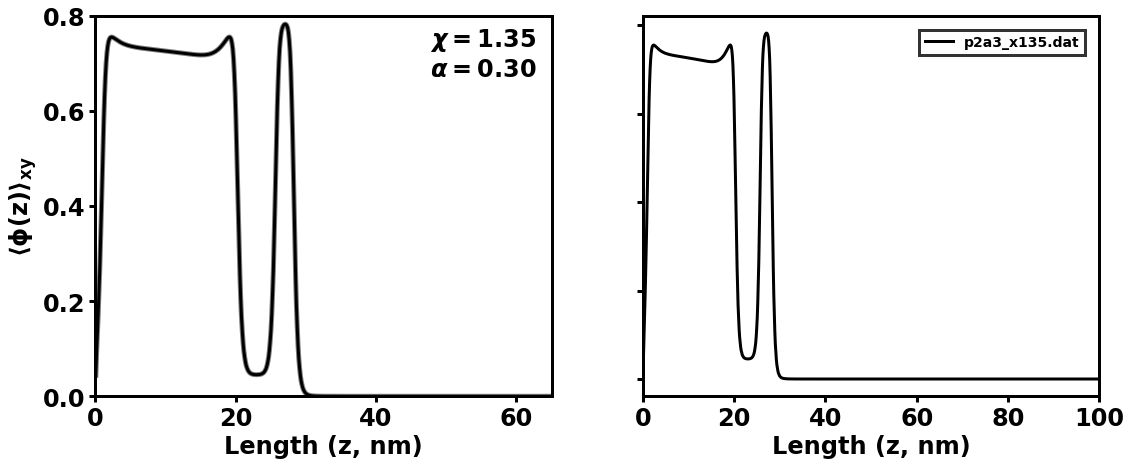 0.8
0.6
0.4
0.2
0.0
⟨ϕ(z)⟩xy
χ = 1.35
α = 0.30
0 20 40 60
Length (z, nm)
p2a3_x135.dat
0 20 40 60 80 100
Length (z, nm)